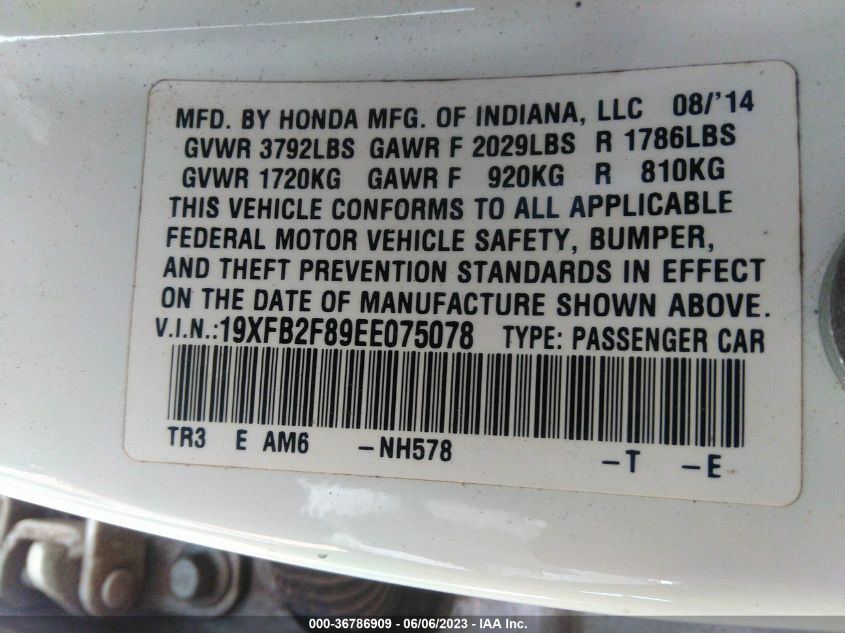 MFD. BY HONDA MFG. OF INDIANA, LLC 08/'14
GVWR 3792LBS GAWR F 2029LBS R 1786LBS
GVWR 1720KG GAWR F 920KG R 810KG
THIS VEHICLE CONFORMS TO ALL APPLICABLE
FEDERAL MOTOR VEHICLE SAFETY, BUMPER,
AND THEFT PREVENTION STANDARDS IN EFFECT
ON THE DATE OF MANUFACTURE SHOWN ABOVE.
V.I.N.:19XFB2F89EE075078 TYPE: PASSENGER CAR
TR3 E AM6 -NH578 -T -E
000-36786909 - 06/06/2023 - IAA Inc.